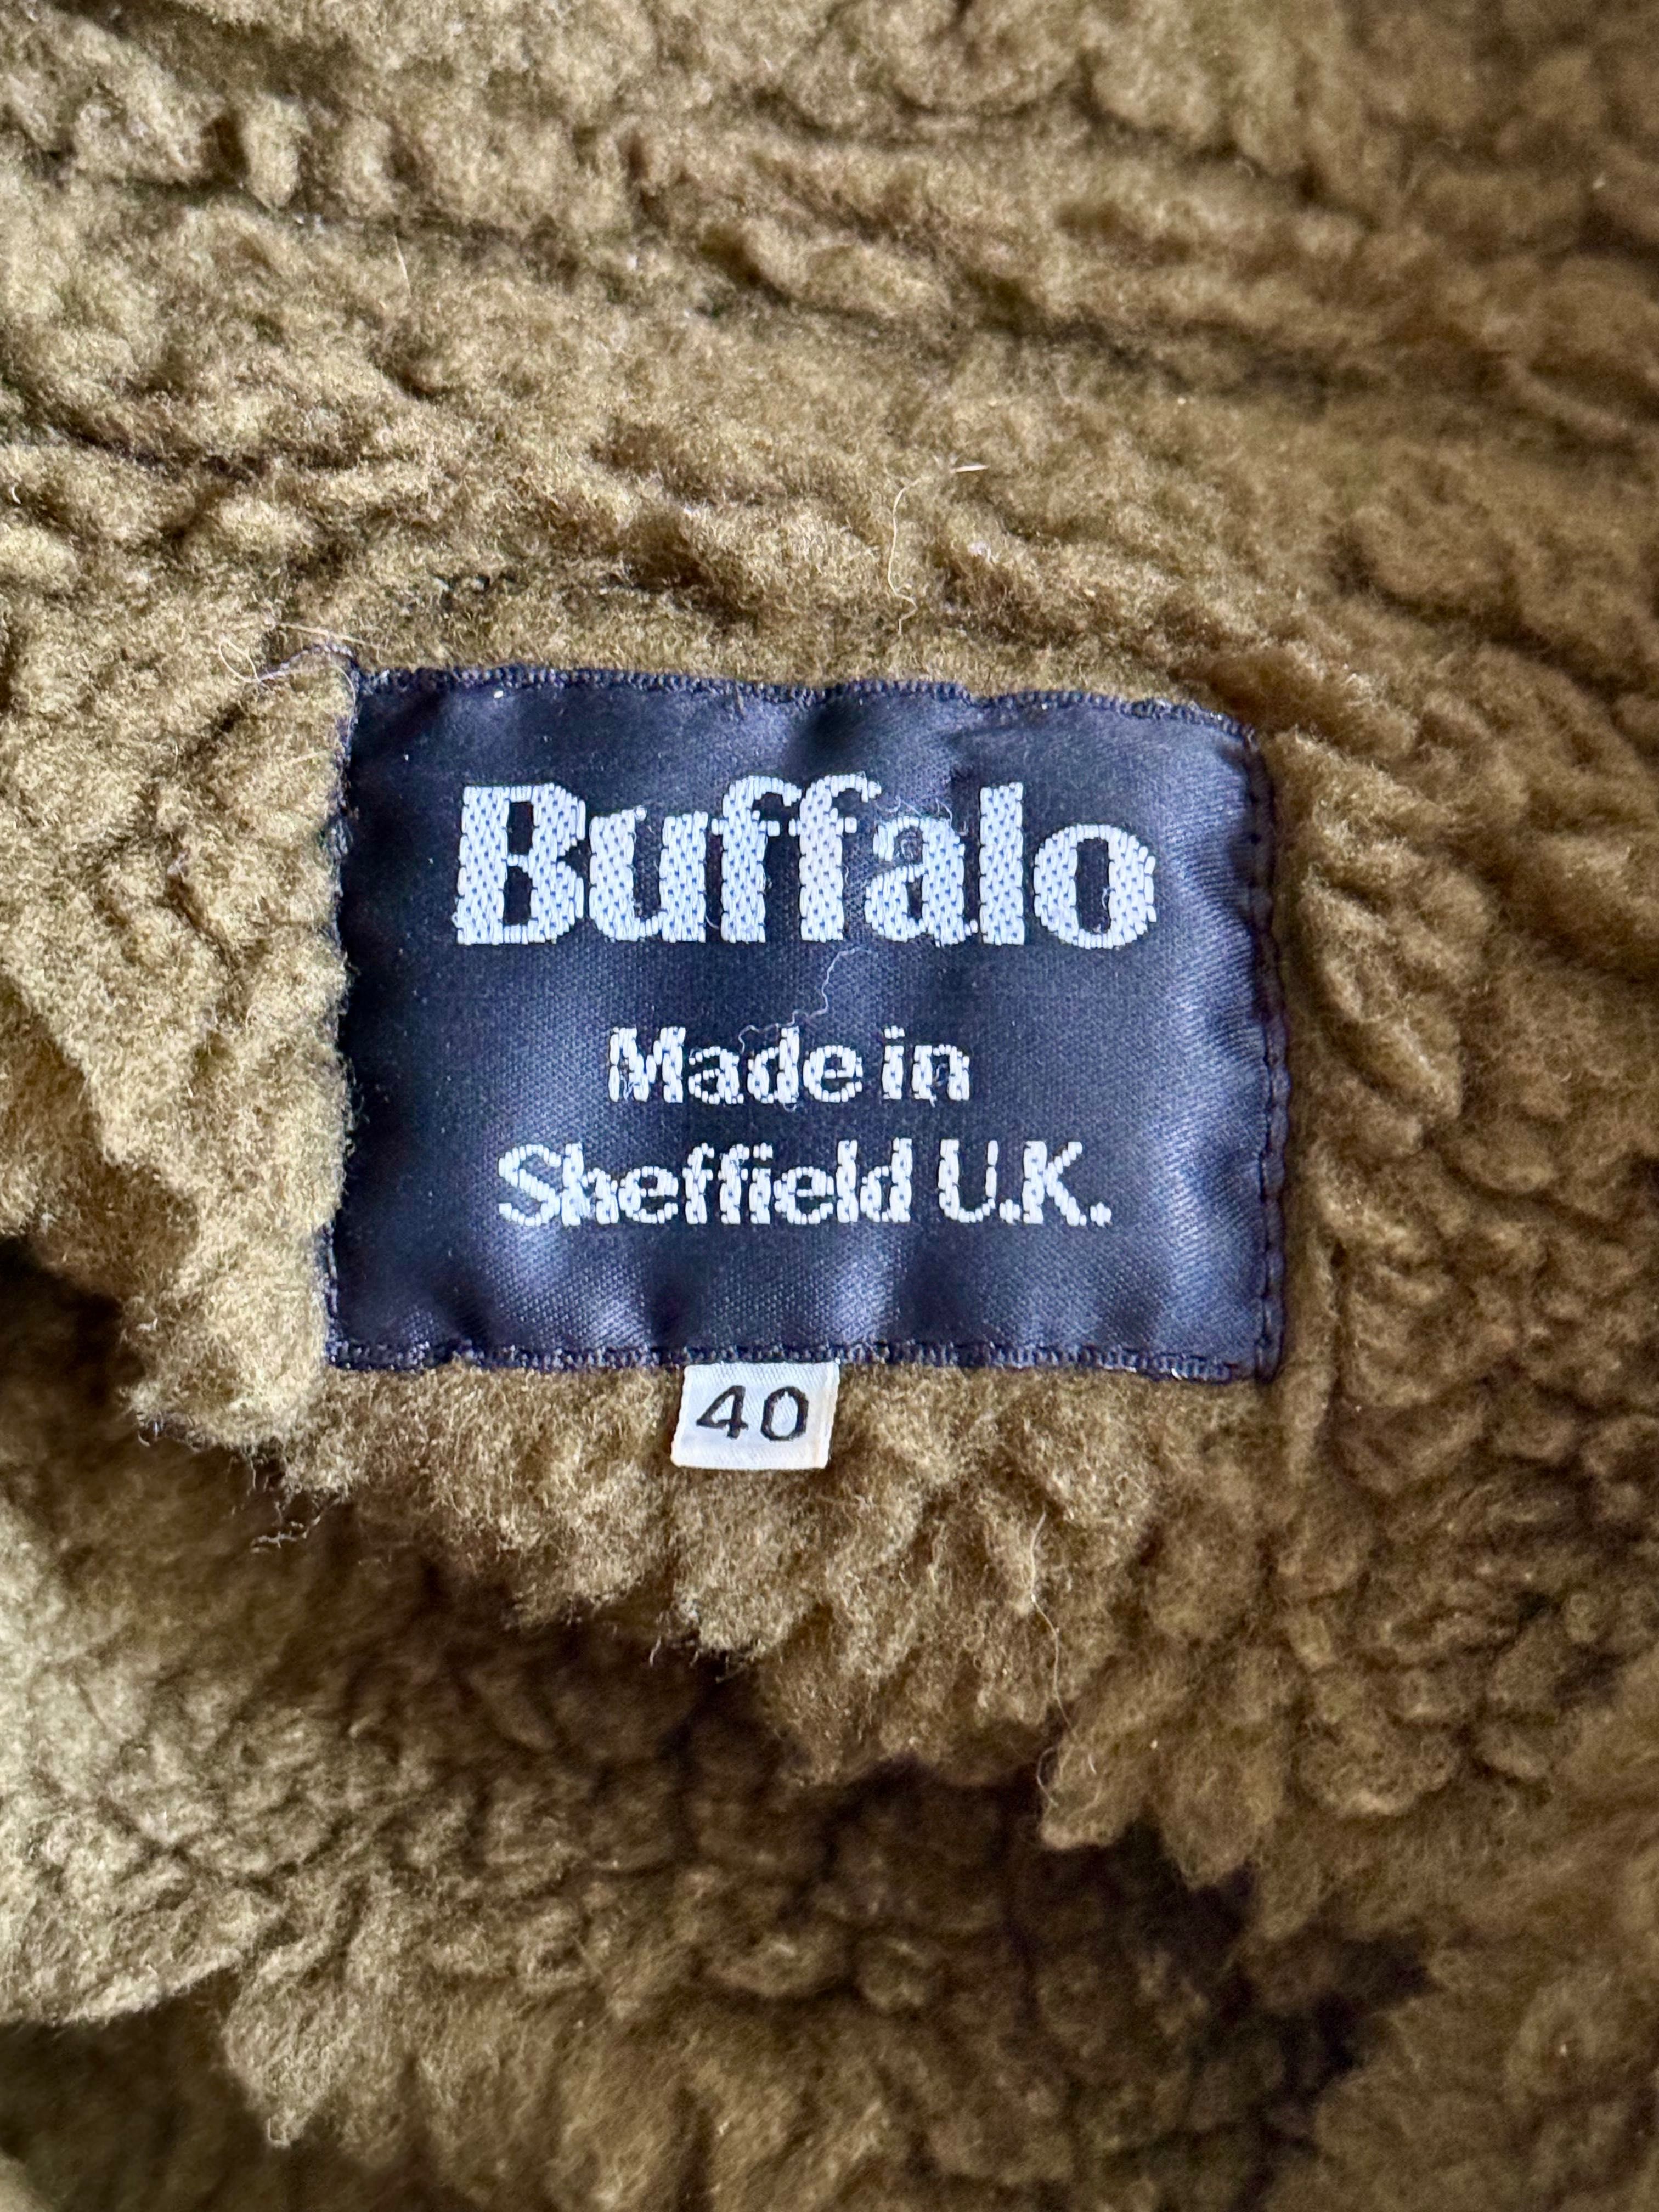 Buffalo
Made in
Sheffield U.K.
40